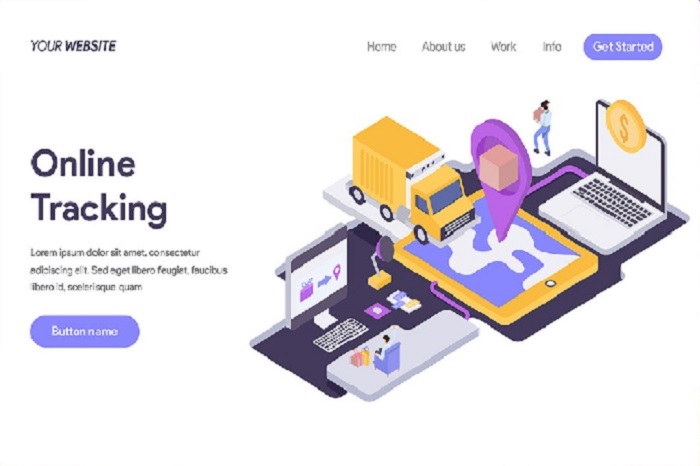 YOUR WEBSITE
Home About us Work Info Get Started
Online
Tracking
Lorem ipsum dolor sit amet, consectetur
adipiscing elit. Sed eget libero feugiat, faucibus
libero id, scelerisque quam
Button name
$